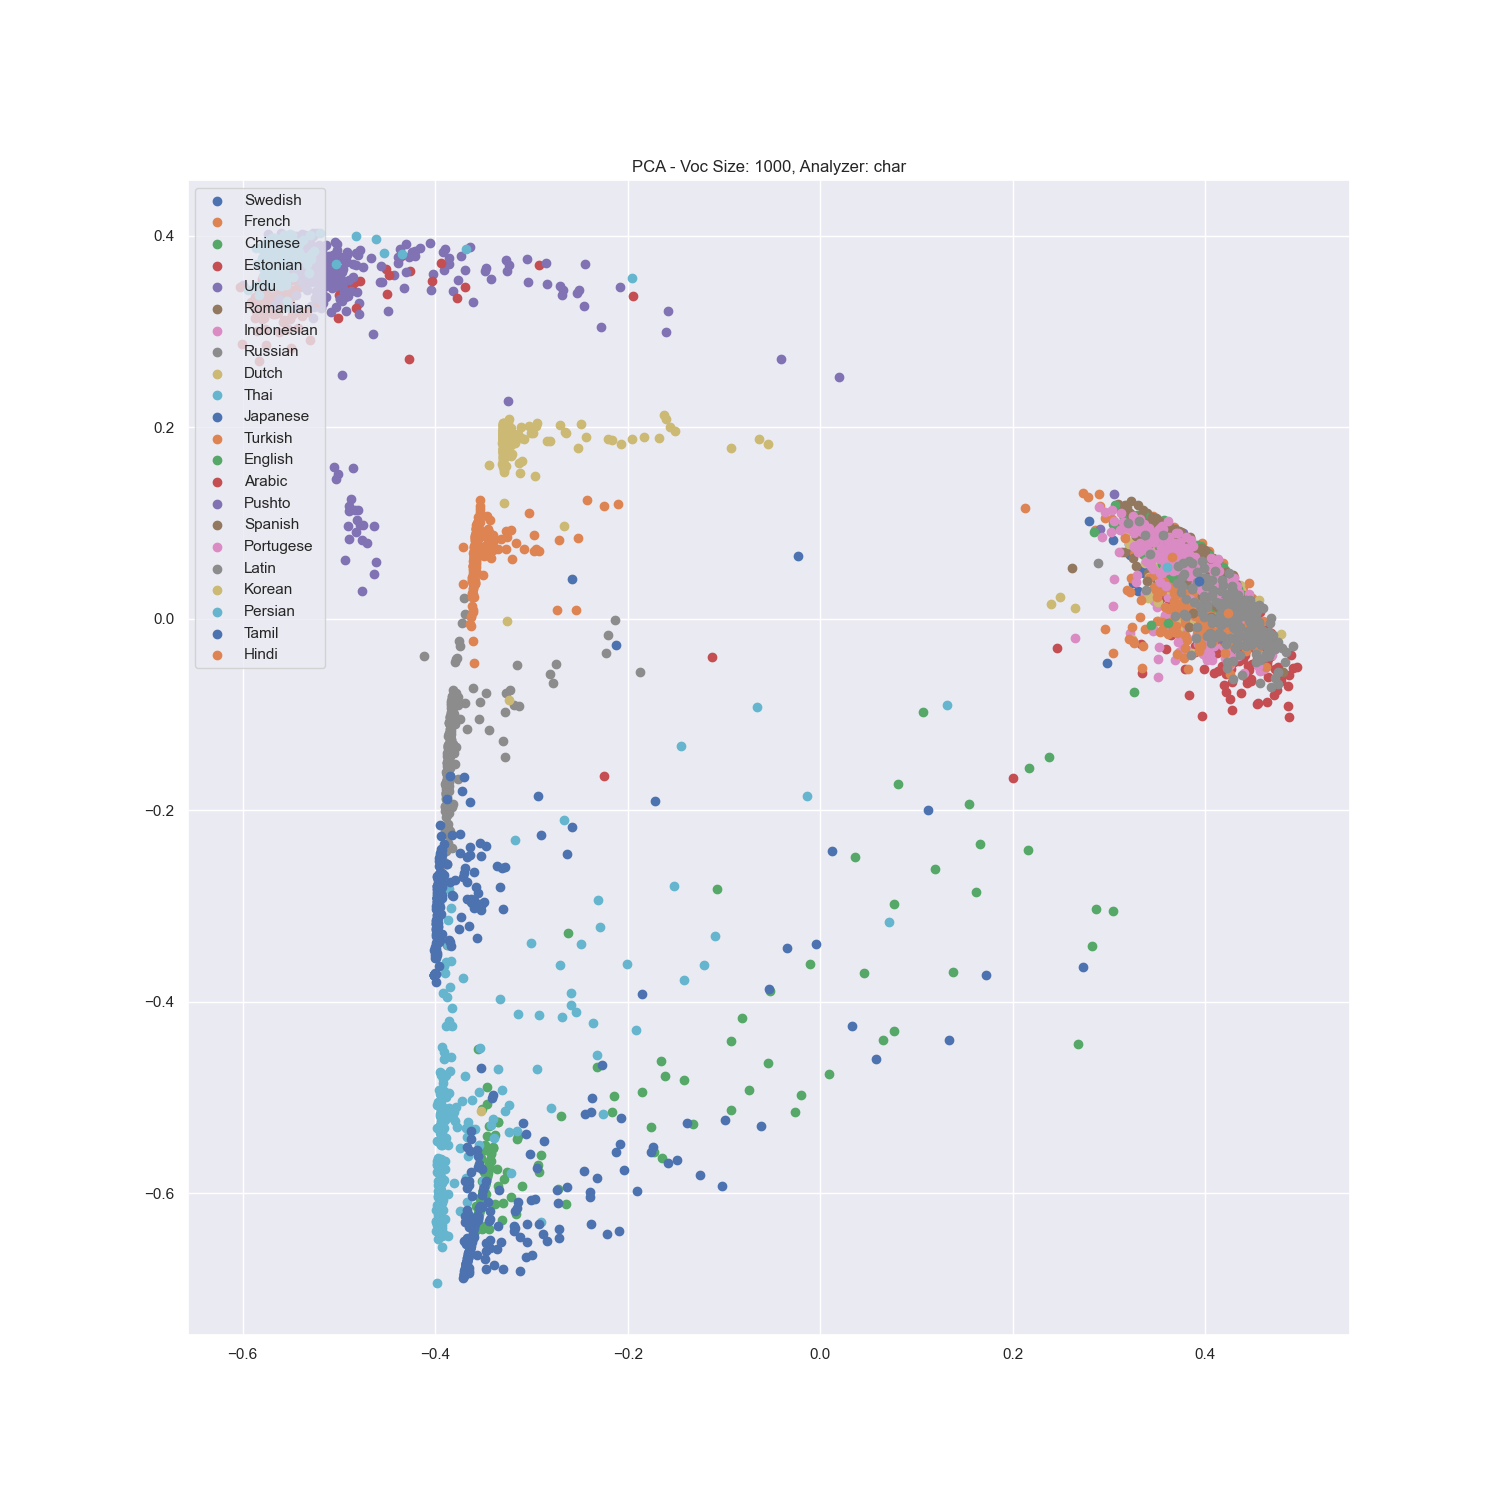 PCA - Voc Size: 1000, Analyzer: char
Swedish
French
Chinese
Estonian
Urdu
Romanian
Indonesian
Russian
Dutch
Thai
Japanese
Turkish
English
Arabic
Pushto
Spanish
Portugese
Latin
Korean
Persian
Tamil
Hindi
0.4
0.2
0.0
−0.2
−0.4
−0.6
−0.6 −0.4 −0.2 0.0 0.2 0.4